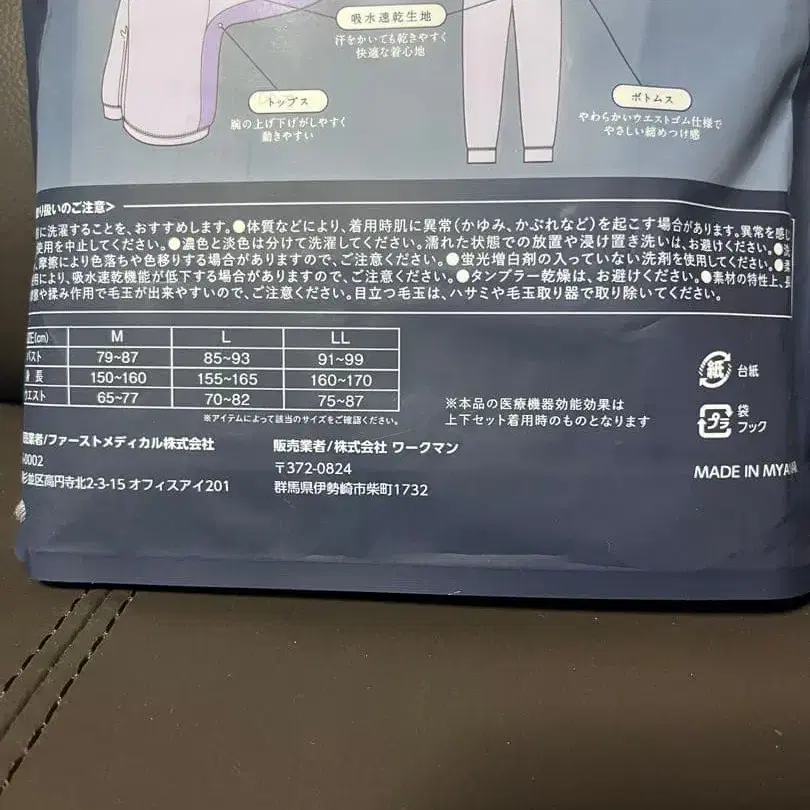 吸水速乾生地
汗をかいても乾きやすく
快適な着心地
トップス
腕の上げ下げがしやすく
動きやすい
ボトムス
やわらかいウエストゴム仕様で
やさしい締めつけ感
り扱いのご注意>
に洗濯することを、おすすめします。●体質などにより、着用時肌に異常(かゆみ、かぶれなど)を起こす場合があります。異常を感じ
使用を中止してください。●濃色と淡色は分けて洗濯してください。濡れた状態での放置や浸け置き洗いは、お避けください。●洗
、摩擦により色落ちや色移りする場合がありますので、ご注意ください。●蛍光増白剤の入っていない洗剤を使用してください。●柔
用により、吸水速乾機能が低下する場合がありますので、ご注意ください。●タンブラー乾燥は、お避けください。●素材の特性上、長
擦や揉み作用で毛玉が出来やすいので、ご注意ください。目立つ毛玉は、ハサミや毛玉取り器で取り除いてください。
(cm) M L LL
バスト 79~87 85~93 91~99
身長 150~160 155~165 160~170
ウエスト 65~77 70~82 75~87
※アイテムによって該当のサイズをご確認ください。
※本品の医療機器効能効果は
上下セット着用時のものとなります
紙 台紙
プラ 袋
フック
業者/ファーストメディカル株式会社
0002
杉並区高円寺北2-3-15 オフィスアイ201
販売業者/株式会社 ワークマン
〒372-0824
群馬県伊勢崎市柴町1732
MADE IN MYA